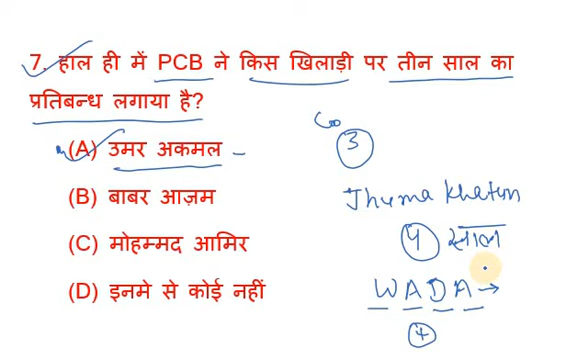 7. हाल ही में PCB ने किस खिलाड़ी पर तीन साल का
प्रतिबन्ध लगाया है?
(A) उमर अकमल
3
(B) बाबर आज़म
Jhuma Khatun
(C) मोहम्मद आमिर
4 साल
(D) इनमे से कोई नहीं
WADA →
4